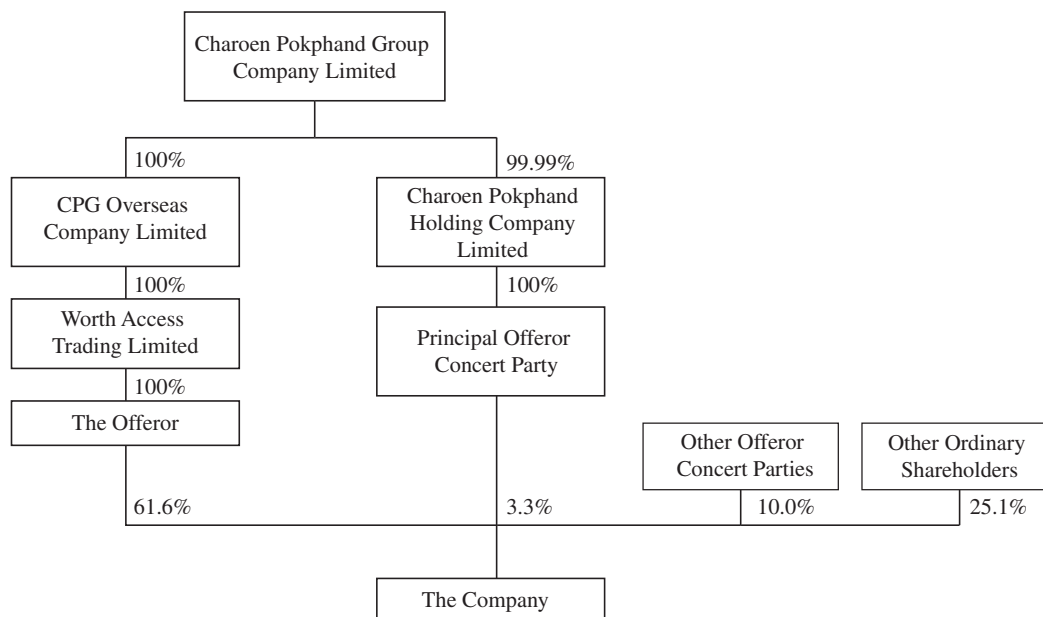 Charoen Pokphand Group
Company Limited
100%
99.99%
CPG Overseas
Company Limited
Charoen Pokphand
Holding Company
Limited
100%
100%
Worth Access
Trading Limited
Principal Offeror
Concert Party
100%
The Offeror
Other Offeror
Concert Parties
Other Ordinary
Shareholders
61.6%
3.3%
10.0%
25.1%
The Company